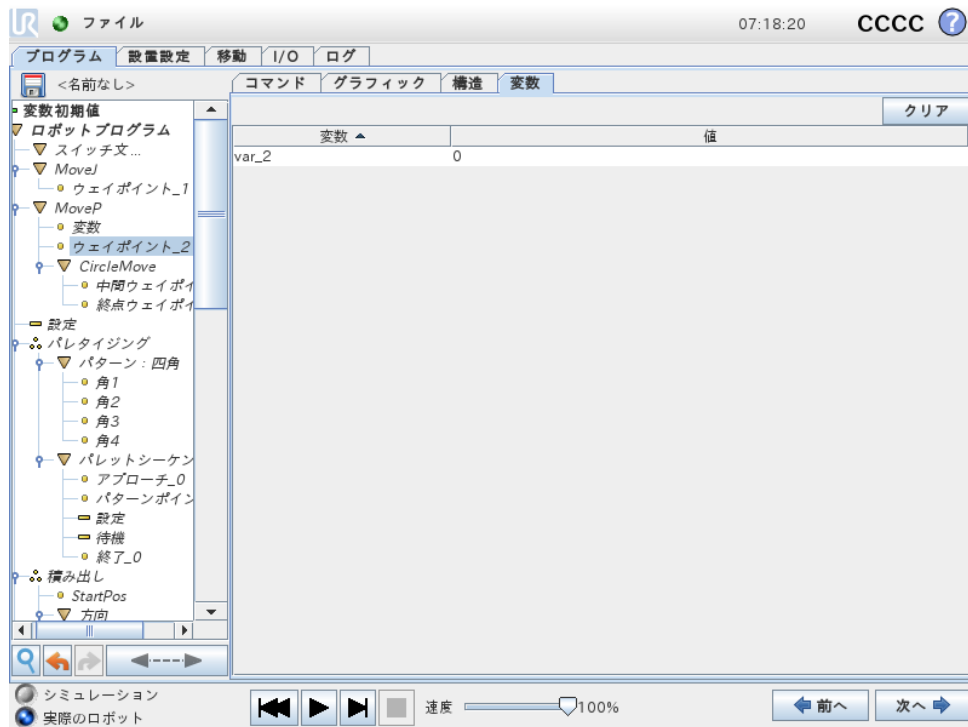 UR ファイル 07:18:20 CCCC ?
プログラム 設置設定 移動 I/O ログ
<名前なし> コマンド グラフィック 構造 変数
変数初期値 クリア
ロボットプログラム 変数 値
スイッチ文... var_2 0
MoveJ
ウェイポイント_1
MoveP
変数
ウェイポイント_2
CircleMove
中間ウェイポイ
終点ウェイポイ
設定
パレタイジング
パターン：四角
角1
角2
角3
角4
パレットシーケン
アプローチ_0
パターンポイン
設定
待機
終了_0
積み出し
StartPos
方向
シミュレーション
実際のロボット 速度 100% 前へ 次へ